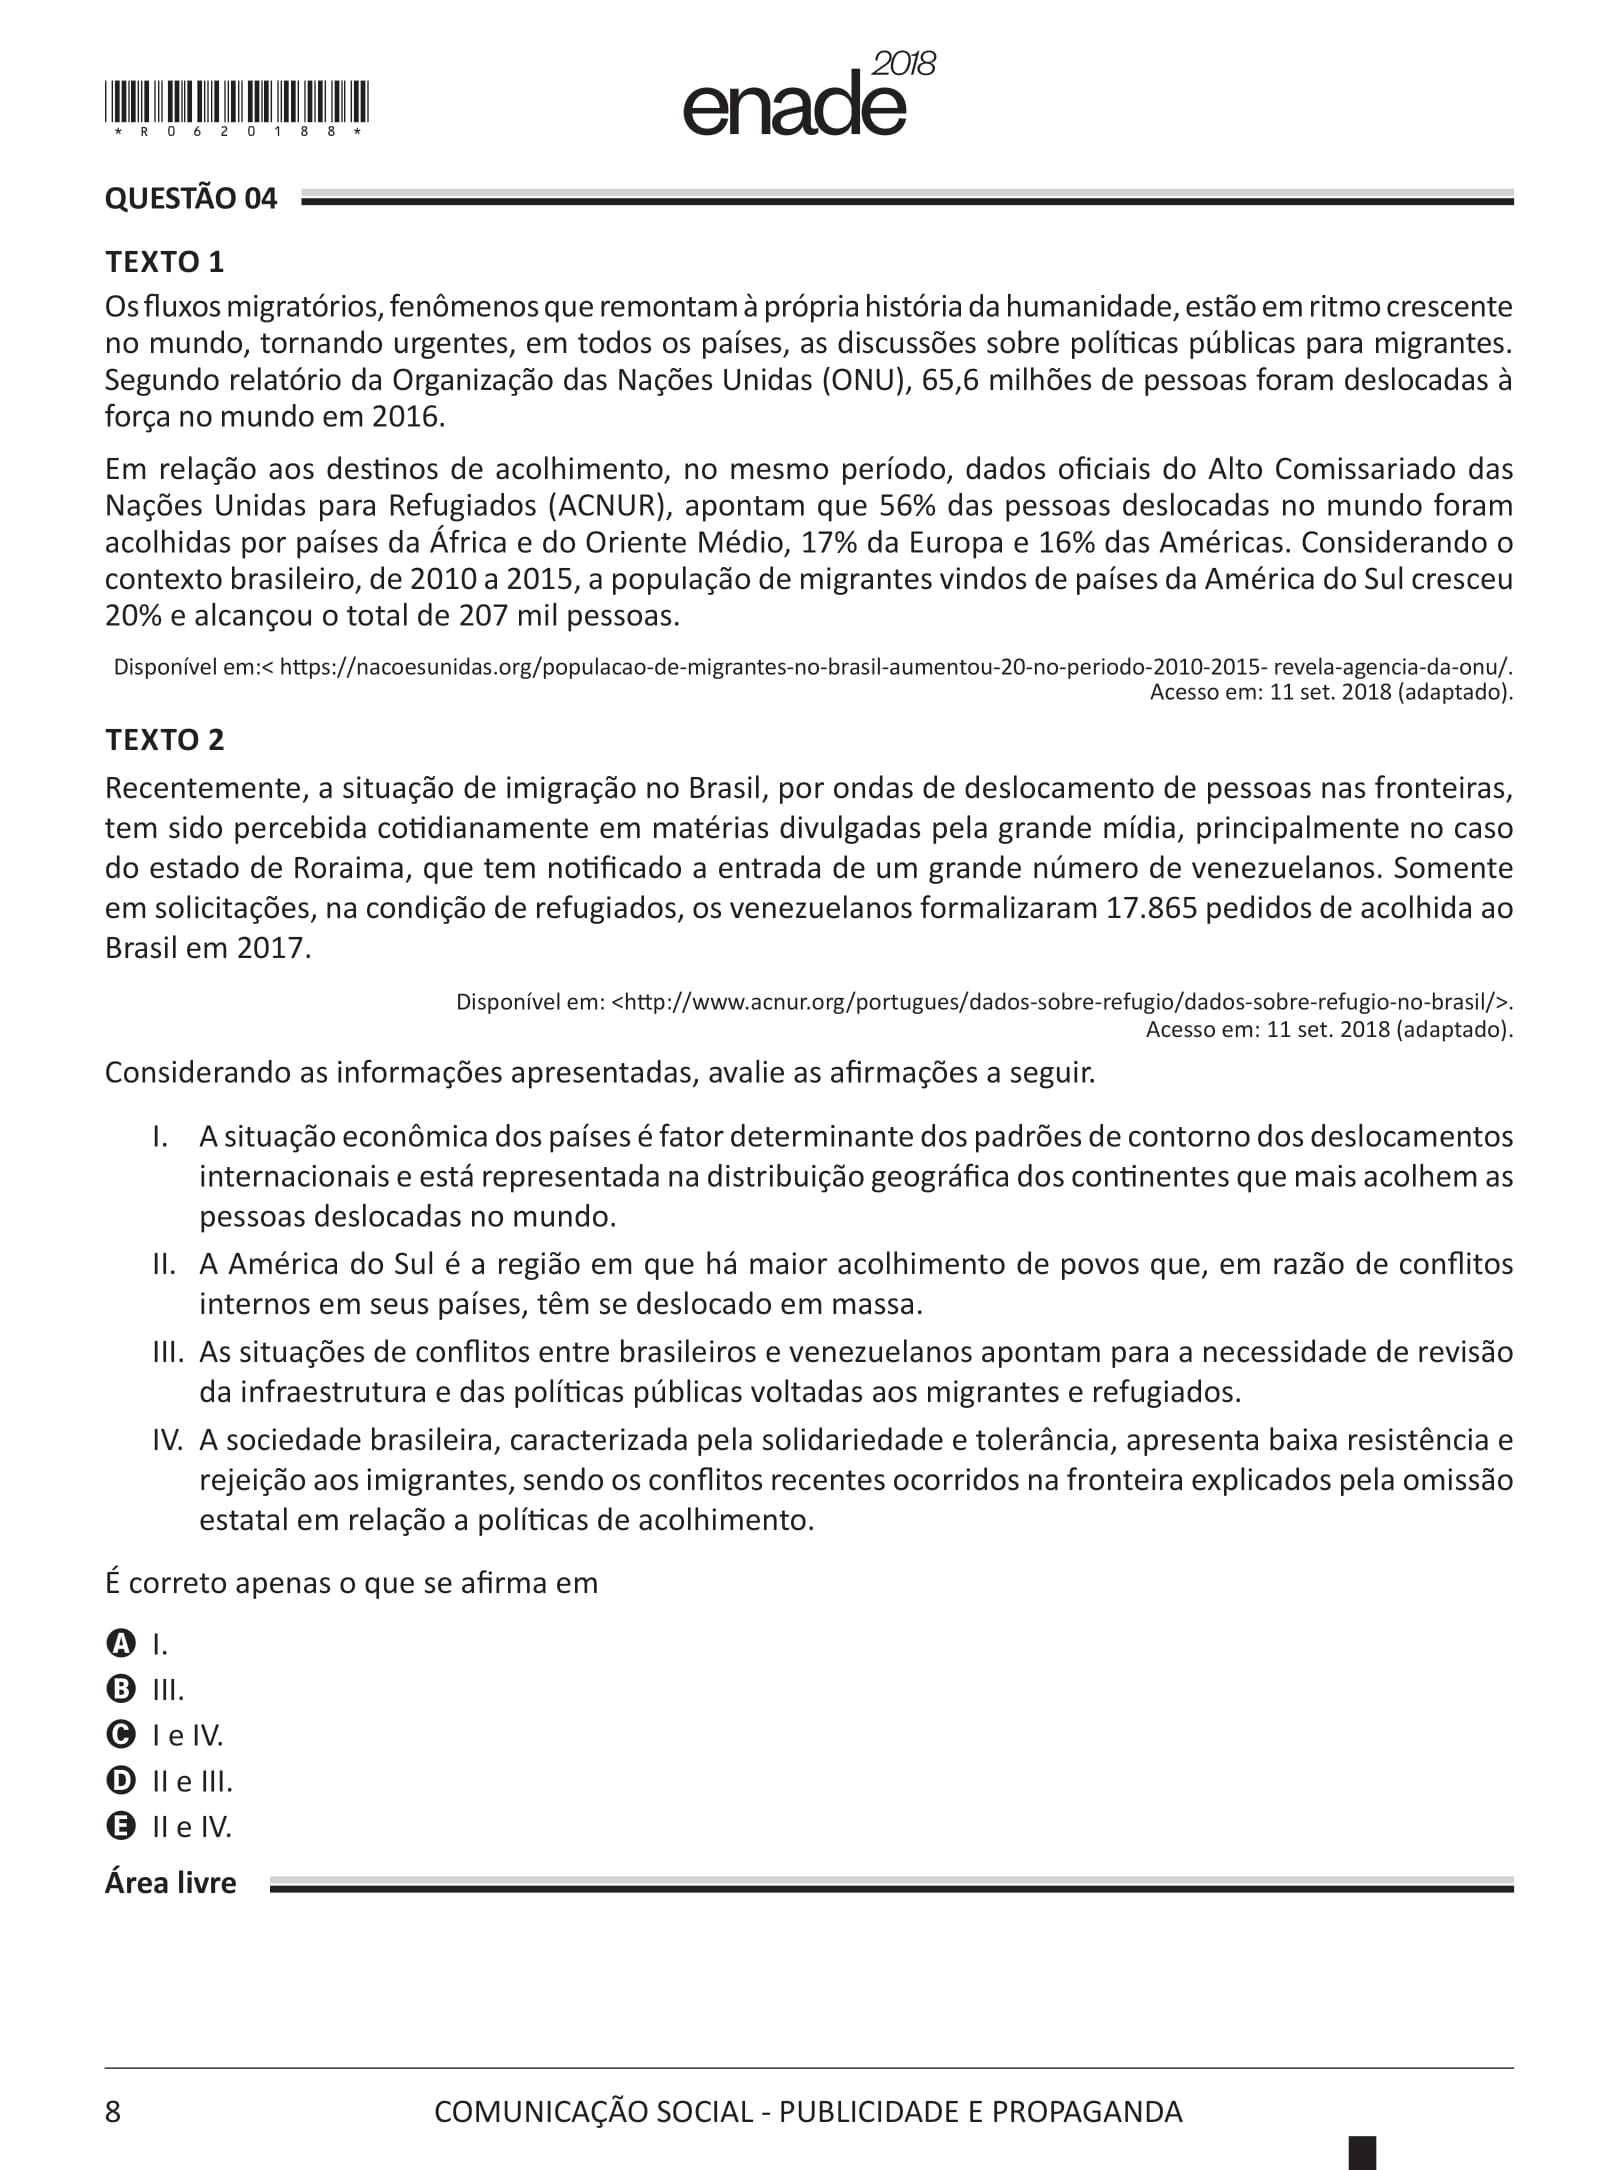 * R 0 6 2 0 1 8 8 *
enade 2018
QUESTÃO 04
TEXTO 1
Os fluxos migratórios, fenômenos que remontam à própria história da humanidade, estão em ritmo crescente
no mundo, tornando urgentes, em todos os países, as discussões sobre políticas públicas para migrantes.
Segundo relatório da Organização das Nações Unidas (ONU), 65,6 milhões de pessoas foram deslocadas à
força no mundo em 2016.
Em relação aos destinos de acolhimento, no mesmo período, dados oficiais do Alto Comissariado das
Nações Unidas para Refugiados (ACNUR), apontam que 56% das pessoas deslocadas no mundo foram
acolhidas por países da África e do Oriente Médio, 17% da Europa e 16% das Américas. Considerando o
contexto brasileiro, de 2010 a 2015, a população de migrantes vindos de países da América do Sul cresceu
20% e alcançou o total de 207 mil pessoas.
Disponível em:< https://nacoesunidas.org/populacao-de-migrantes-no-brasil-aumentou-20-no-periodo-2010-2015- revela-agencia-da-onu/.
Acesso em: 11 set. 2018 (adaptado).
TEXTO 2
Recentemente, a situação de imigração no Brasil, por ondas de deslocamento de pessoas nas fronteiras,
tem sido percebida cotidianamente em matérias divulgadas pela grande mídia, principalmente no caso
do estado de Roraima, que tem notificado a entrada de um grande número de venezuelanos. Somente
em solicitações, na condição de refugiados, os venezuelanos formalizaram 17.865 pedidos de acolhida ao
Brasil em 2017.
Disponível em: <http://www.acnur.org/portugues/dados-sobre-refugio/dados-sobre-refugio-no-brasil/>.
Acesso em: 11 set. 2018 (adaptado).
Considerando as informações apresentadas, avalie as afirmações a seguir.
I. A situação econômica dos países é fator determinante dos padrões de contorno dos deslocamentos
internacionais e está representada na distribuição geográfica dos continentes que mais acolhem as
pessoas deslocadas no mundo.
II. A América do Sul é a região em que há maior acolhimento de povos que, em razão de conflitos
internos em seus países, têm se deslocado em massa.
III. As situações de conflitos entre brasileiros e venezuelanos apontam para a necessidade de revisão
da infraestrutura e das políticas públicas voltadas aos migrantes e refugiados.
IV. A sociedade brasileira, caracterizada pela solidariedade e tolerância, apresenta baixa resistência e
rejeição aos imigrantes, sendo os conflitos recentes ocorridos na fronteira explicados pela omissão
estatal em relação a políticas de acolhimento.
É correto apenas o que se afirma em
A I.
B III.
C I e IV.
D II e III.
E II e IV.
Área livre
8 COMUNICAÇÃO SOCIAL - PUBLICIDADE E PROPAGANDA